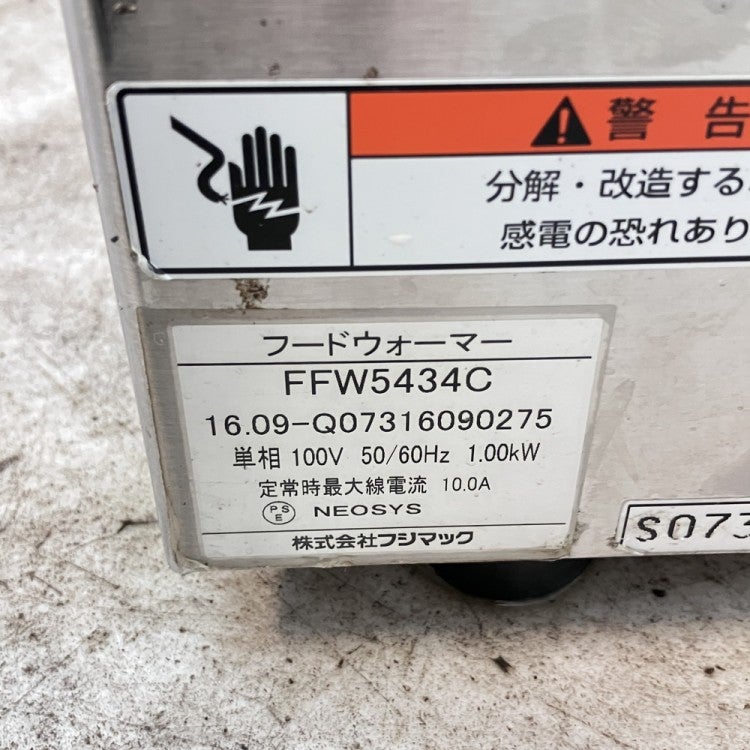 警告
分解・改造する
感電の恐れあり
フードウォーマー
FFW5434C
16.09-Q07316090275
単相 100V 50/60Hz 1.00kW
定常時最大線電流 10.0A
PSE NEOSYS
株式会社フジマック
S073